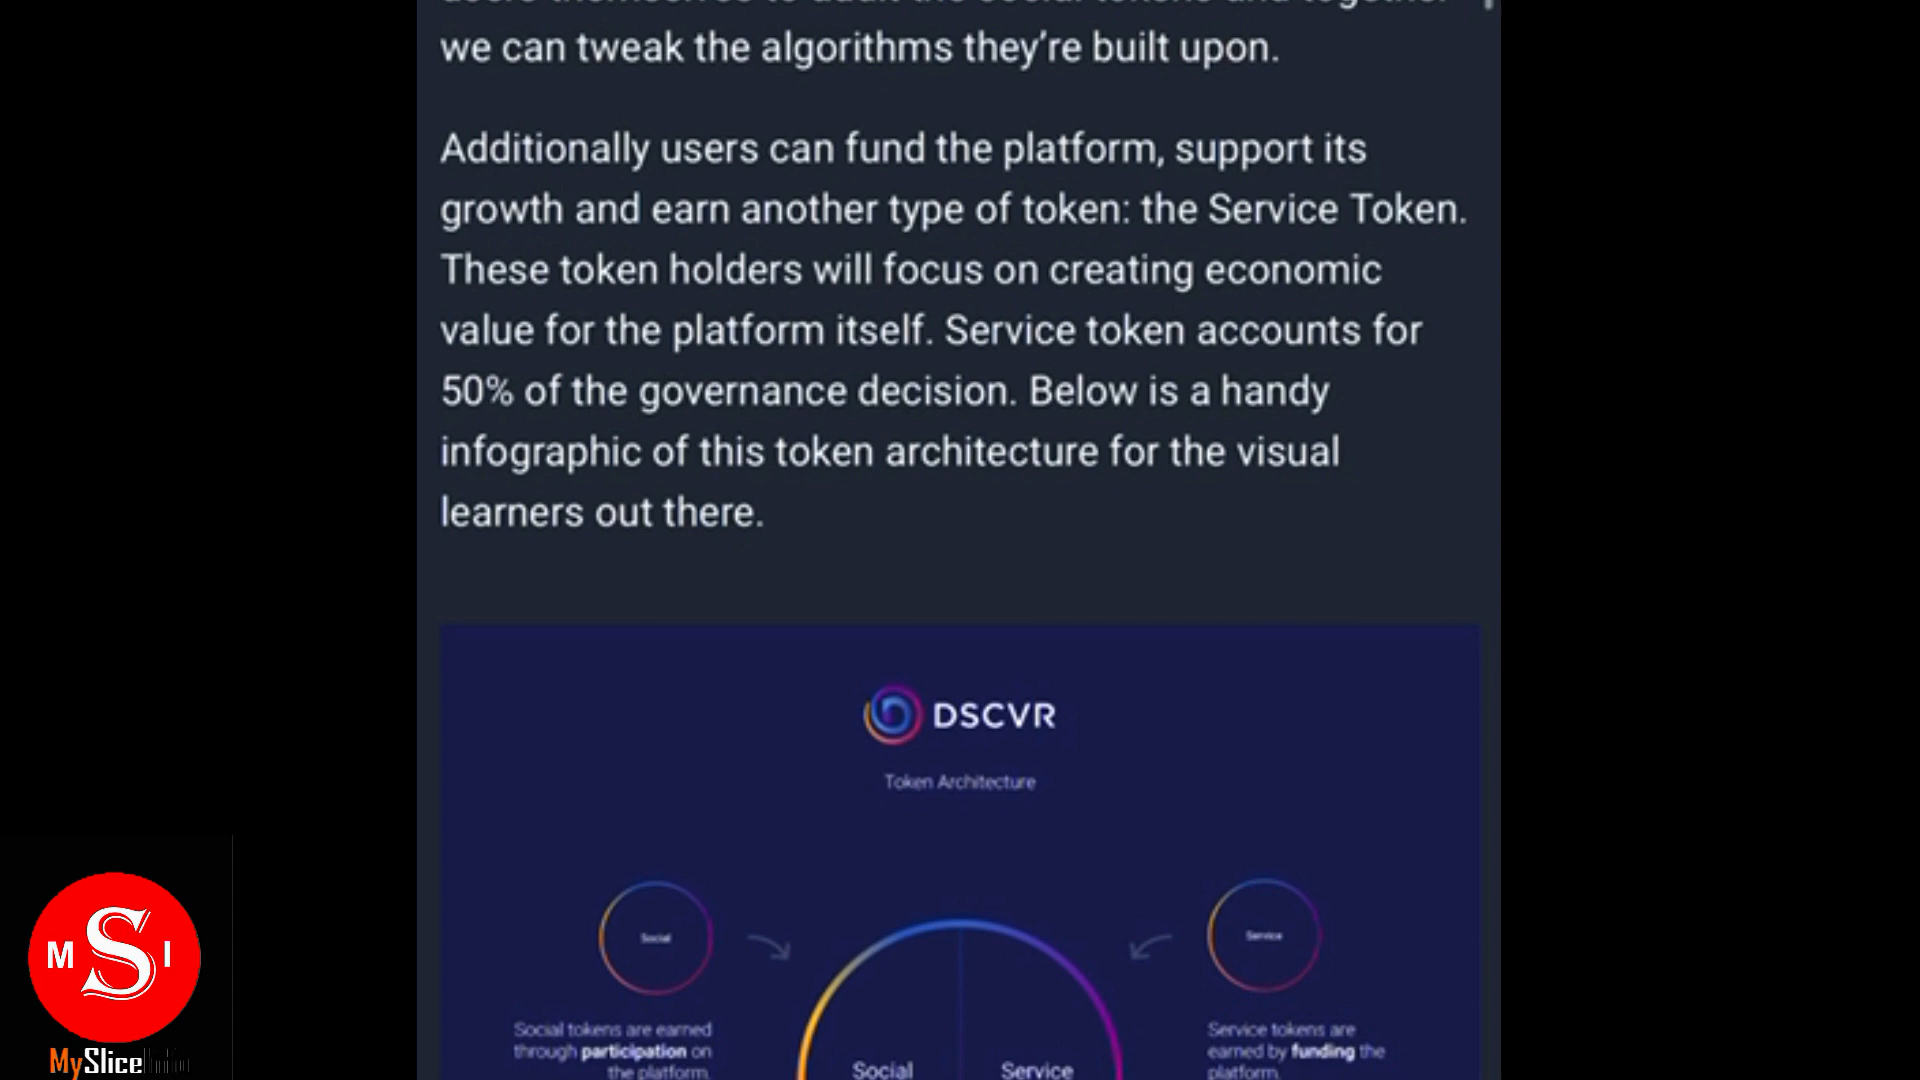 we can tweak the algorithms they're built upon.
Additionally users can fund the platform, support its
growth and earn another type of token: the Service Token.
These token holders will focus on creating economic
value for the platform itself. Service token accounts for
50% of the governance decision. Below is a handy
infographic of this token architecture for the visual
learners out there.
DSCVR
Token Architecture
Social
Service
Social tokens are earned
through participation on
the platform.
Social
Service
Service tokens are
earned by funding the
platform.
M S I
MySliceInfo